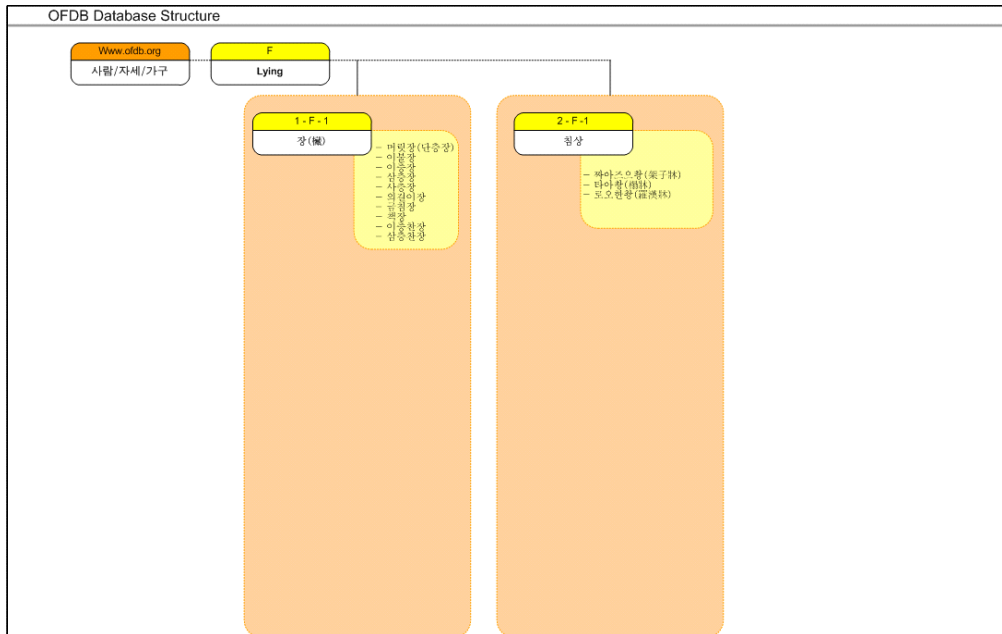 OFDB Database Structure
Www.ofdb.org
사람/자세/가구
F
Lying
1 - F - 1
장(欌)
- 머릿장(단층장)
- 이불장
- 이층장
- 삼층장
- 사층장
- 의걸이장
- 금침장
- 책장
- 이층찬장
- 삼층찬장
2 - F -1
침상
- 짜아즈으황(架子牀)
- 타아황(榻牀)
- 로오한황(羅漢牀)